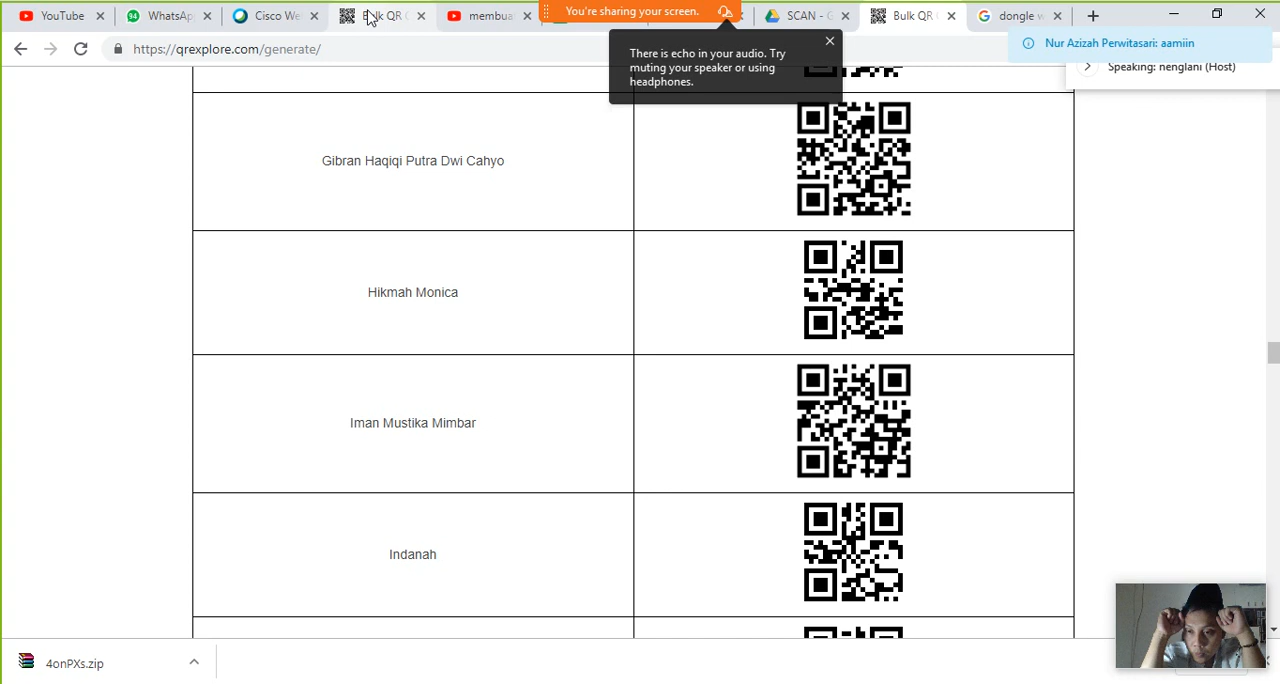 YouTube
WhatsAp
Cisco We
Bulk QR
membua
You're sharing your screen.
SCAN - G
Bulk QR
dongle w
https://qrexplore.com/generate/
There is echo in your audio. Try
muting your speaker or using
headphones.
Nur Azizah Perwitasari: aamiin
Speaking: nenglani (Host)
Gibran Haqiqi Putra Dwi Cahyo
Hikmah Monica
Iman Mustika Mimbar
Indanah
4onPXs.zip